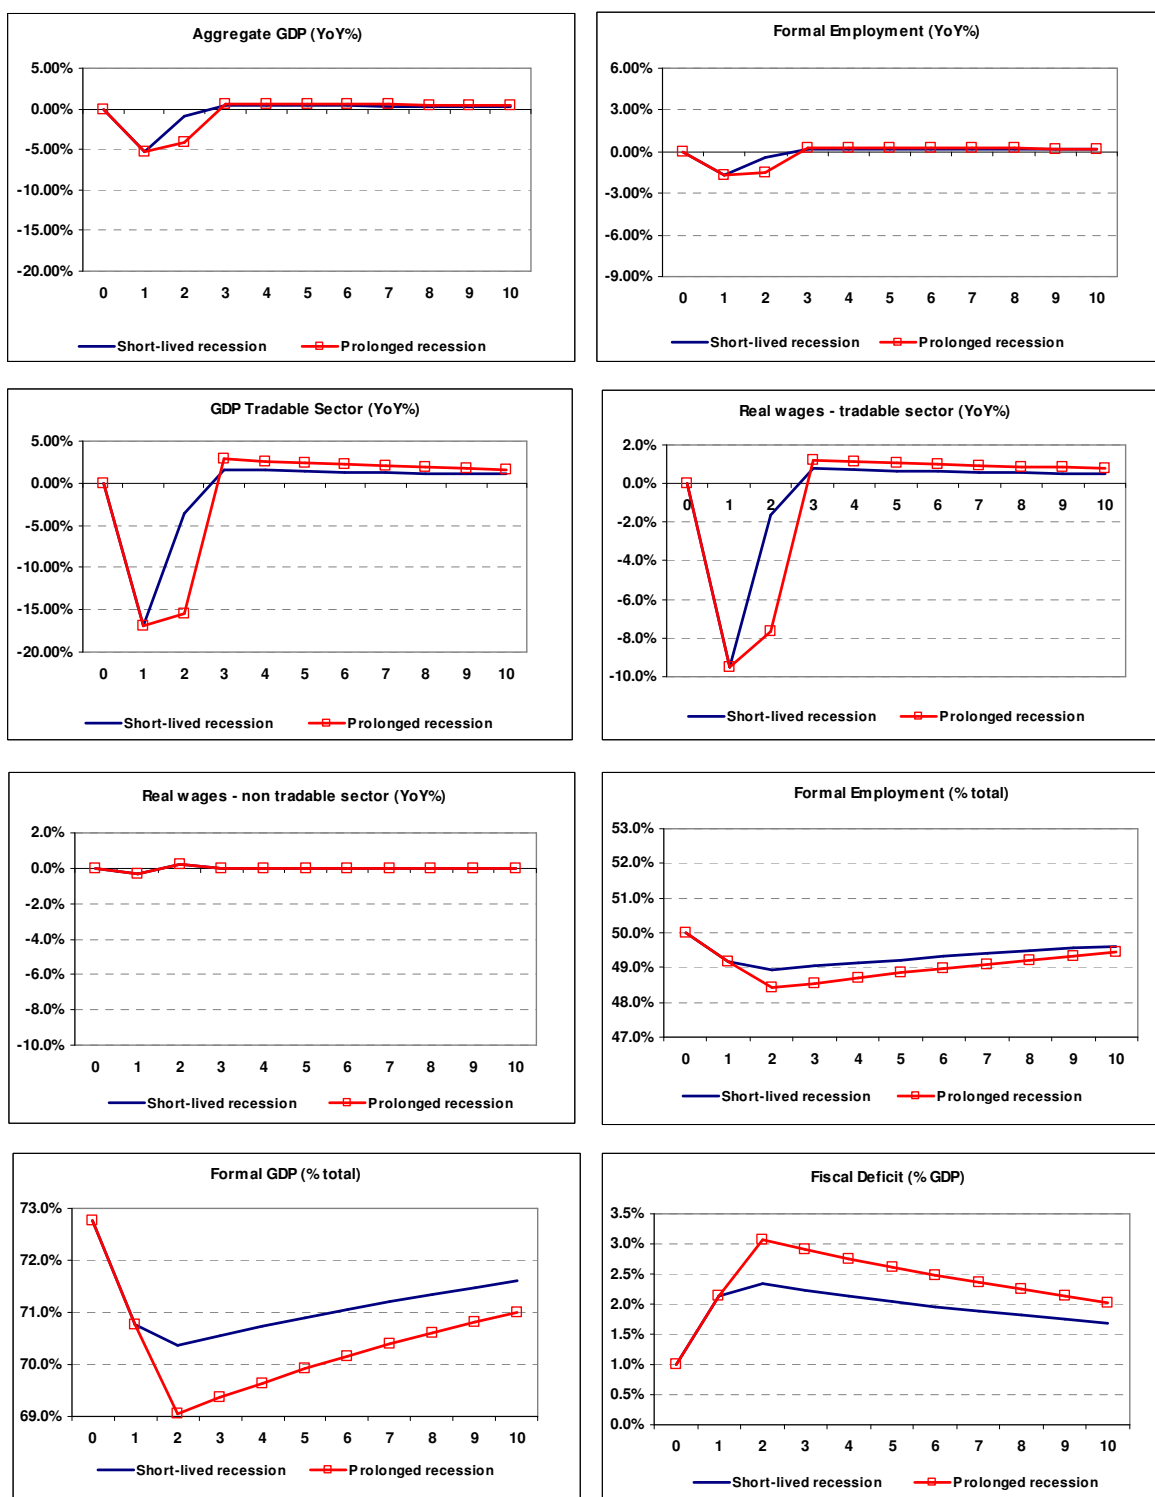 Aggregate GDP (YoY%)
5.00%
0.00%
-5.00%
-10.00%
-15.00%
-20.00%
0 1 2 3 4 5 6 7 8 9 10
Short-lived recession Prolonged recession
Formal Employment (YoY%)
6.00%
3.00%
0.00%
-3.00%
-6.00%
-9.00%
0 1 2 3 4 5 6 7 8 9 10
Short-lived recession Prolonged recession
GDP Tradable Sector (YoY%)
5.00%
0.00%
-5.00%
-10.00%
-15.00%
-20.00%
0 1 2 3 4 5 6 7 8 9 10
Short-lived recession Prolonged recession
Real wages - tradable sector (YoY%)
2.0%
0.0%
-2.0%
-4.0%
-6.0%
-8.0%
-10.0%
0 1 2 3 4 5 6 7 8 9 10
Short-lived recession Prolonged recession
Real wages - non tradable sector (YoY%)
2.0%
0.0%
-2.0%
-4.0%
-6.0%
-8.0%
-10.0%
0 1 2 3 4 5 6 7 8 9 10
Short-lived recession Prolonged recession
Formal Employment (% total)
53.0%
52.0%
51.0%
50.0%
49.0%
48.0%
47.0%
0 1 2 3 4 5 6 7 8 9 10
Short-lived recession Prolonged recession
Formal GDP (% total)
73.0%
72.0%
71.0%
70.0%
69.0%
0 1 2 3 4 5 6 7 8 9 10
Short-lived recession Prolonged recession
Fiscal Deficit (% GDP)
3.5%
3.0%
2.5%
2.0%
1.5%
1.0%
0.5%
0.0%
0 1 2 3 4 5 6 7 8 9 10
Short-lived recession Prolonged recession